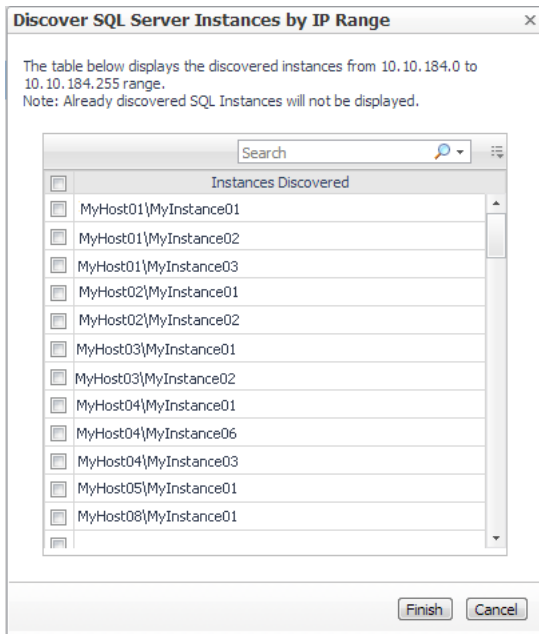 Discover SQL Server Instances by IP Range
The table below displays the discovered instances from 10.10.184.0 to
10.10.184.255 range.
Note: Already discovered SQL Instances will not be displayed.
Search
Instances Discovered
MyHost01\MyInstance01
MyHost01\MyInstance02
MyHost01\MyInstance03
MyHost02\MyInstance01
MyHost02\MyInstance02
MyHost03\MyInstance01
MyHost03\MyInstance02
MyHost04\MyInstance01
MyHost04\MyInstance06
MyHost04\MyInstance03
MyHost05\MyInstance01
MyHost08\MyInstance01
Finish Cancel